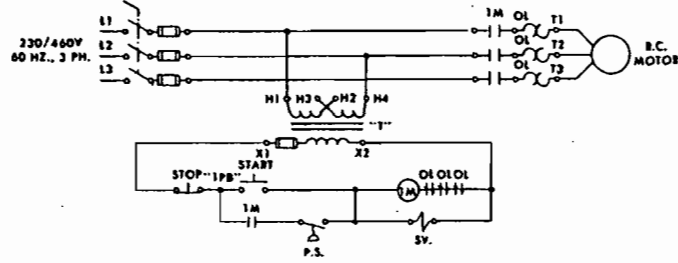 L1
1M
OL
T1
230/460V
60 HZ., 3 PH.
L2
OL
T2
B.C.
MOTOR
L3
OL
T3
H1 H3 H2 H4
"T"
X1 X2
STOP "1PB" START
1M
OL OL OL
1M
P.S.
SV.